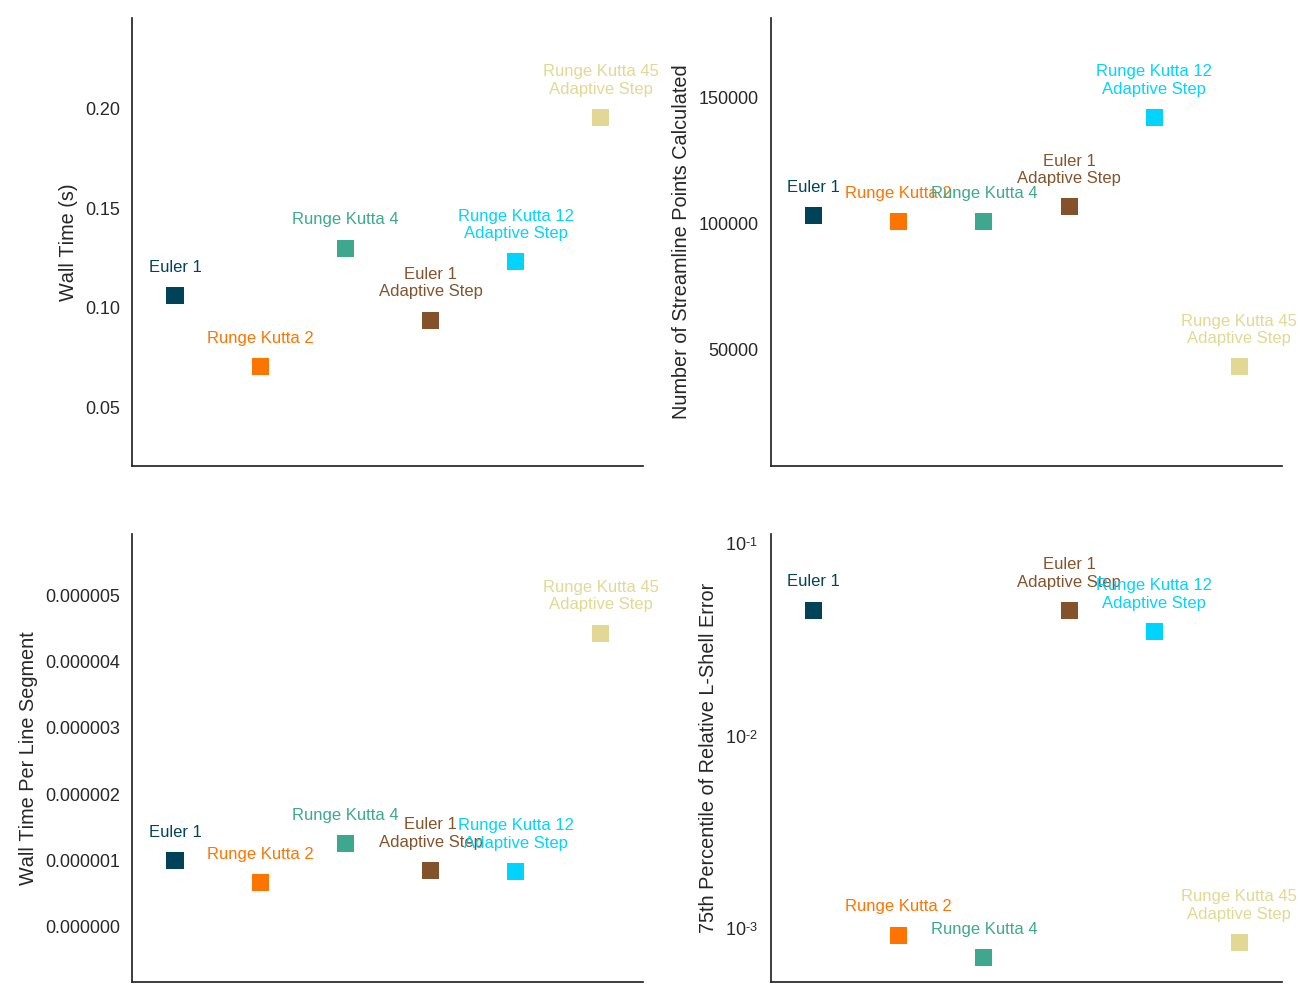 Wall Time (s)
0.20
0.15
0.10
0.05
Euler 1
Runge Kutta 2
Runge Kutta 4
Euler 1
Adaptive Step
Runge Kutta 12
Adaptive Step
Runge Kutta 45
Adaptive Step
Number of Streamline Points Calculated
150000
100000
50000
Euler 1
Runge Kutta 2
Runge Kutta 4
Euler 1
Adaptive Step
Runge Kutta 12
Adaptive Step
Runge Kutta 45
Adaptive Step
Wall Time Per Line Segment
0.000005
0.000004
0.000003
0.000002
0.000001
0.000000
Euler 1
Runge Kutta 2
Runge Kutta 4
Euler 1
Adaptive Step
Runge Kutta 12
Adaptive Step
Runge Kutta 45
Adaptive Step
75th Percentile of Relative L-Shell Error
10-1
10-2
10-3
Euler 1
Runge Kutta 2
Runge Kutta 4
Euler 1
Adaptive Step
Runge Kutta 12
Adaptive Step
Runge Kutta 45
Adaptive Step